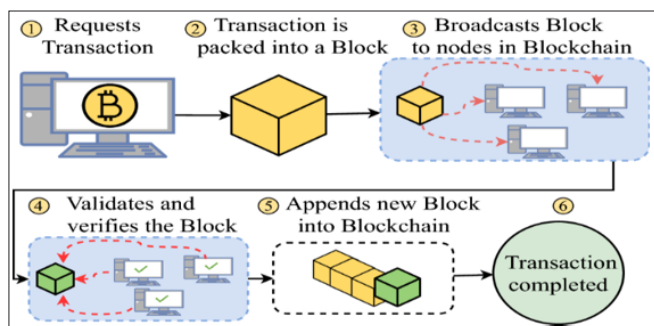 ① Requests
Transaction
② Transaction is
packed into a Block
③ Broadcasts Block
to nodes in Blockchain
₿
④ Validates and
verifies the Block
⑤ Appends new Block
into Blockchain
⑥
Transaction
completed